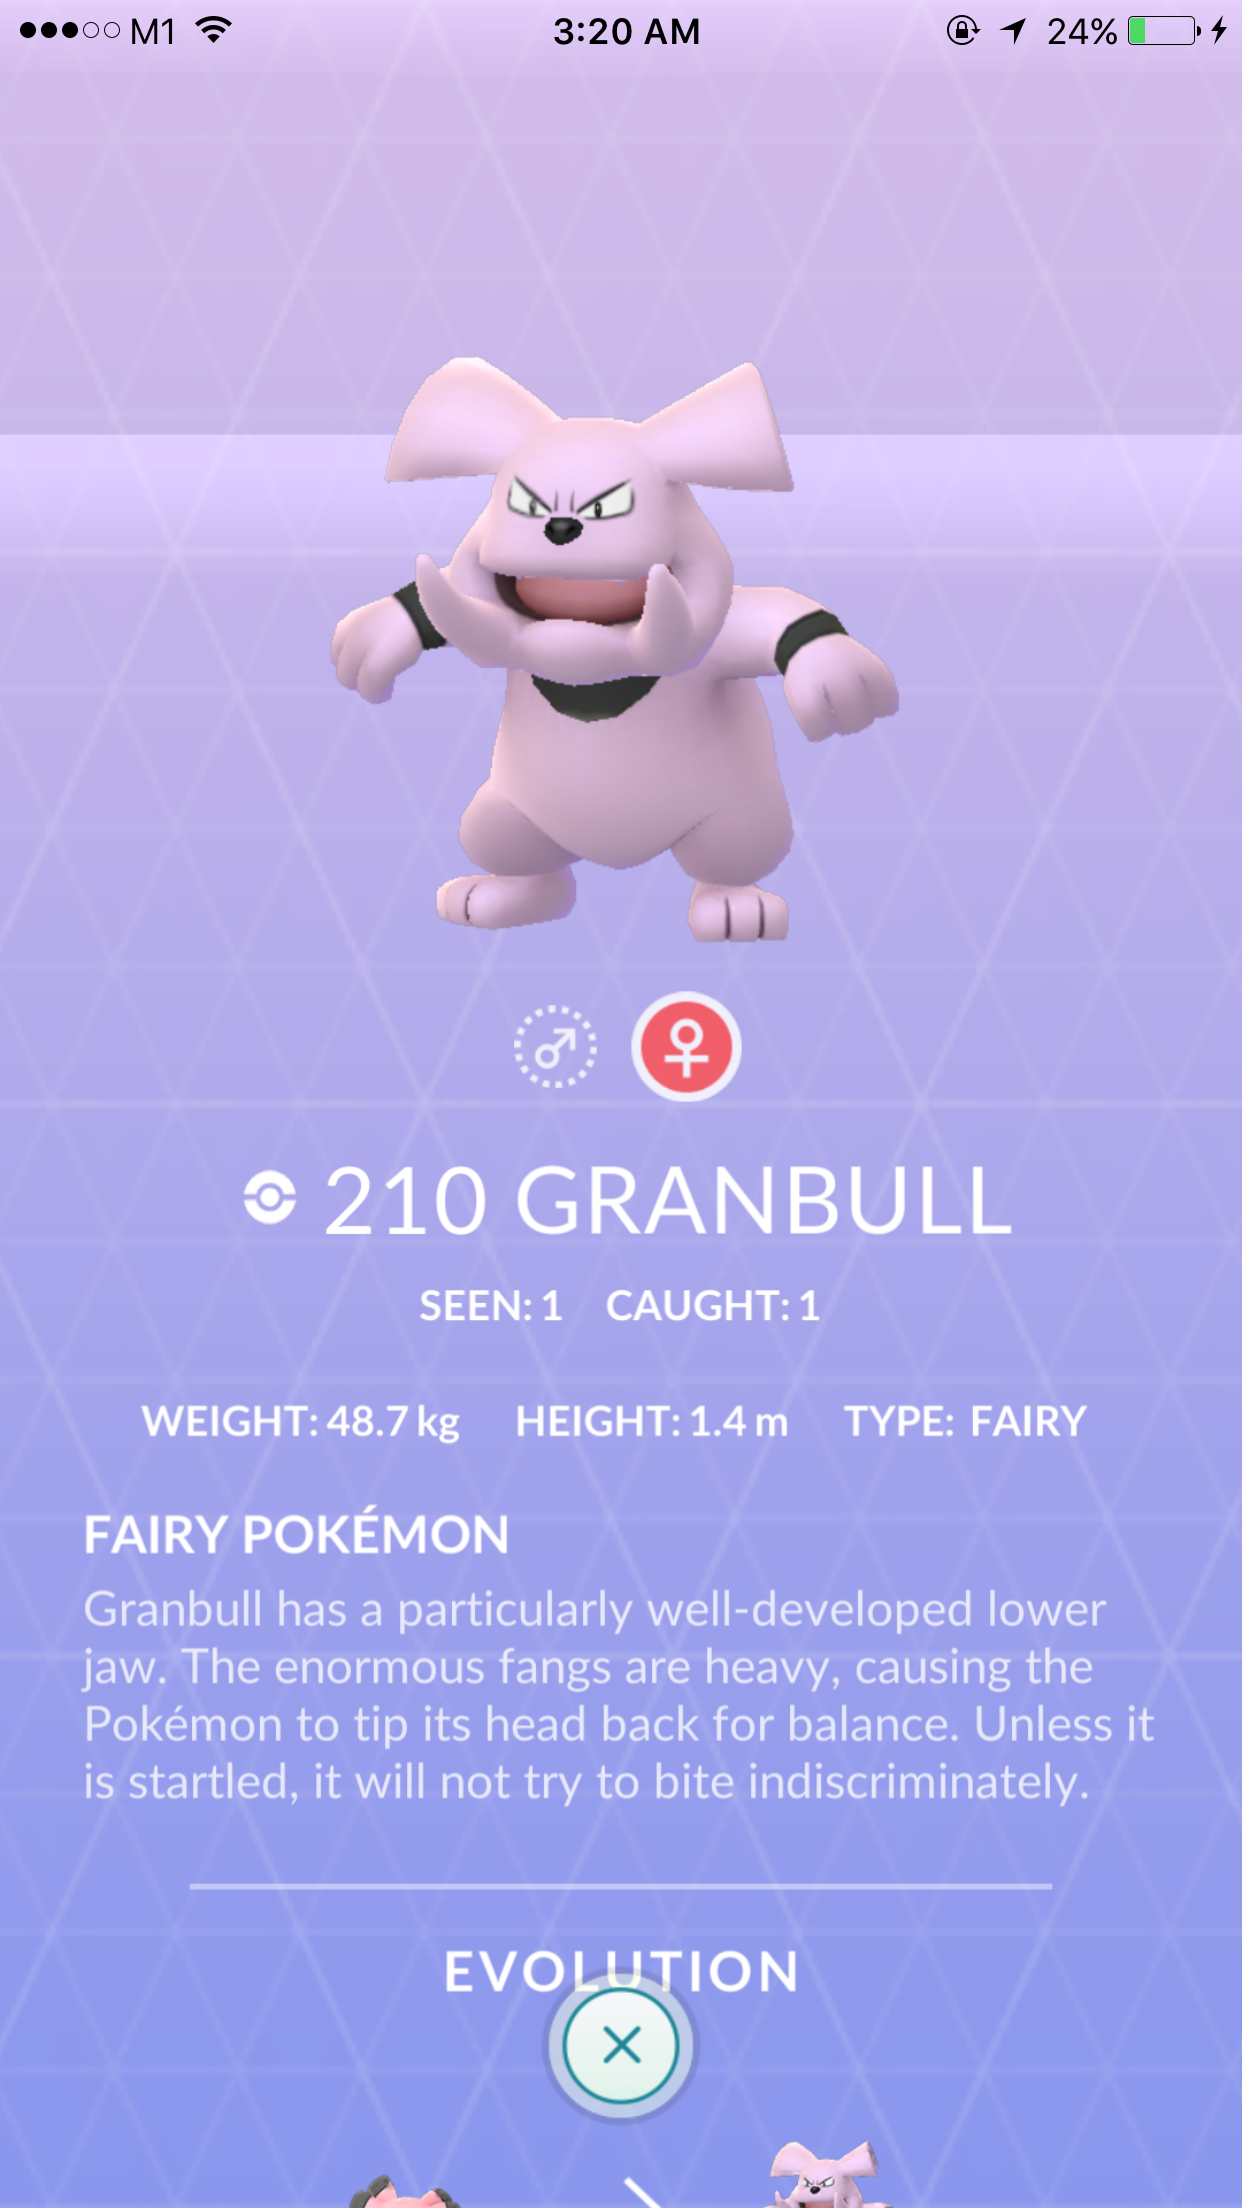 M1 3:20 AM 24%
210 GRANBULL
SEEN: 1 CAUGHT: 1
WEIGHT: 48.7 kg HEIGHT: 1.4 m TYPE: FAIRY
FAIRY POKÉMON
Granbull has a particularly well-developed lower
jaw. The enormous fangs are heavy, causing the
Pokémon to tip its head back for balance. Unless it
is startled, it will not try to bite indiscriminately.
EVOLUTION